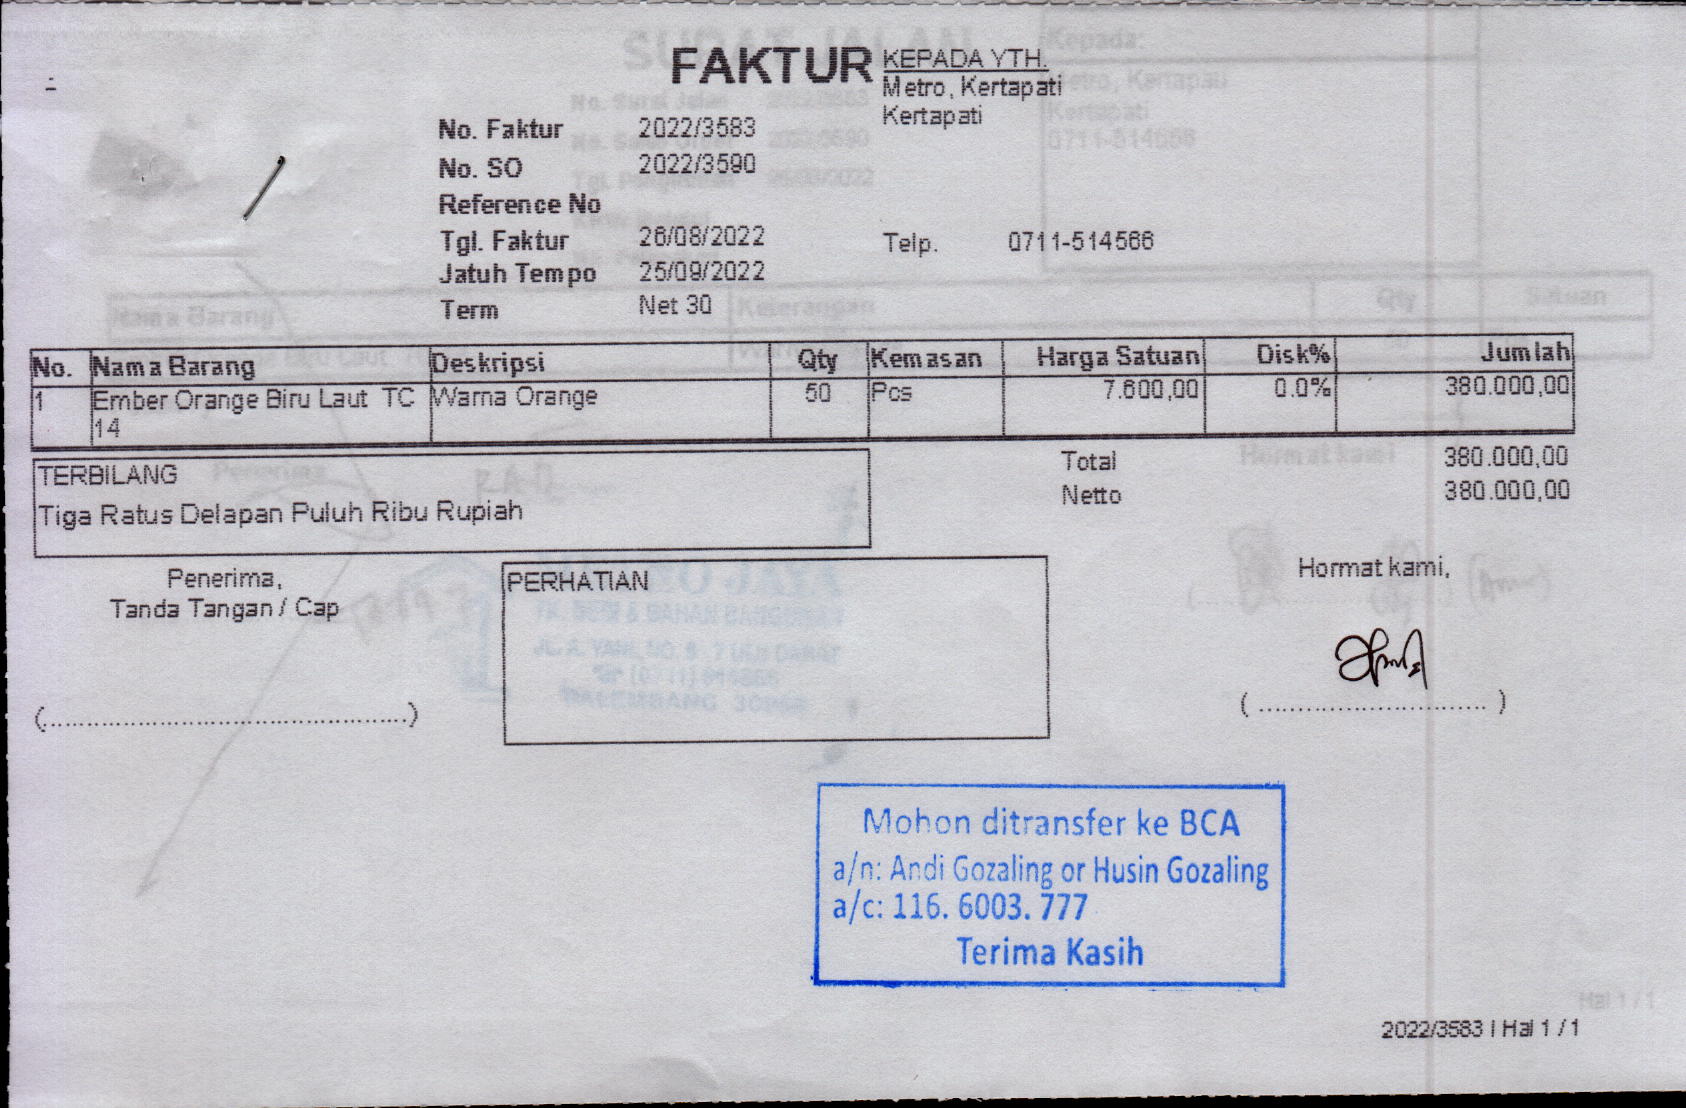 FAKTUR
KEPADA YTH.
Metro, Kertapati
Kertapati
No. Faktur 2022/3583
No. SO 2022/3590
Reference No
Tgl. Faktur 26/08/2022
Telp. 0711-514566
Jatuh Tempo 25/09/2022
Term Net 30
No. Nama Barang Deskripsi Qty Kemasan Harga Satuan Disk% Jumlah
1 Ember Orange Biru Laut TC Warna Orange 50 Pcs 7.600,00 0.0% 380.000,00
14
TERBILANG
Tiga Ratus Delapan Puluh Ribu Rupiah
Total 380.000,00
Netto 380.000,00
Penerima,
Tanda Tangan / Cap
(............................................)
PERHATIAN
Hormat kami,
( ............................ )
Mohon ditransfer ke BCA
a/n: Andi Gozaling or Husin Gozaling
a/c: 116. 6003. 777
Terima Kasih
2022/3583 | Hal 1 / 1